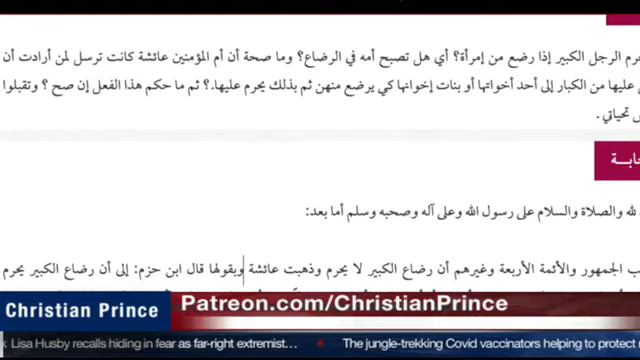 رم الرجل الكبير إذا رضع من إمرأة؟ أي هل تصبح أمه في الرضاع؟ وما صحة أن أم المؤمنين عائشة كانت ترسل لمن أرادت أن
عليها من الكبار إلى أحد أخواتها أو بنات إخوانها كي يرضع منهن ثم بذلك يحرم عليها.؟ ثم ما حكم هذا الفعل إن صح ؟ وتقبلوا
تحياتي .
ابــة
لله والصلاة والسلام على رسول الله وعلى آله وصحبه وسلم أما بعد:
ب الجمهور والأئمة الأربعة وغيرهم أن رضاع الكبير لا يحرم وذهبت عائشة وبقولها قال ابن حزم: إلى أن رضاع الكبير يحرم
Christian Prince
Patreon.com/ChristianPrince
k Lisa Husby recalls hiding in fear as far-right extremist... The jungle-trekking Covid vaccinators helping to protect